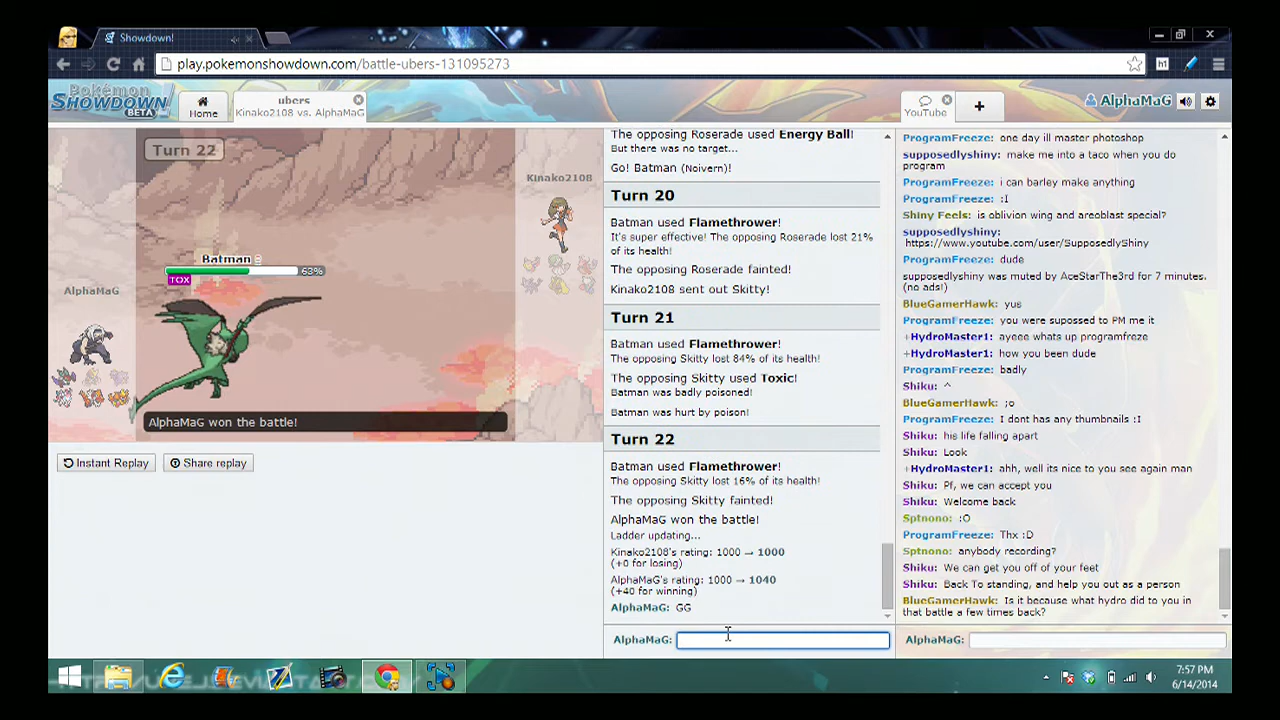 Showdown!
play.pokemonshowdown.com/battle-ubers-131095273
Pokémon
SHOWDOWN
BETA
Home
ubers
Kinako2108 vs. AlphaMaG
YouTube
+
AlphaMaG
Turn 22
Kinako2108
Batman
63%
TOX
AlphaMaG
AlphaMaG won the battle!
Instant Replay
Share replay
The opposing Roserade used Energy Ball!
But there was no target...
Go! Batman (Noivern)!
Turn 20
Batman used Flamethrower!
It's super effective! The opposing Roserade lost 21%
of its health!
The opposing Roserade fainted!
Kinako2108 sent out Skitty!
Turn 21
Batman used Flamethrower!
The opposing Skitty lost 84% of its health!
The opposing Skitty used Toxic!
Batman was badly poisoned!
Batman was hurt by poison!
Turn 22
Batman used Flamethrower!
The opposing Skitty lost 16% of its health!
The opposing Skitty fainted!
AlphaMaG won the battle!
Ladder updating...
Kinako2108's rating: 1000 → 1000
(+0 for losing)
AlphaMaG's rating: 1000 → 1040
(+40 for winning)
AlphaMaG: GG
AlphaMaG:
ProgramFreeze: one day ill master photoshop
supposedlyshiny: make me into a taco when you do
program
ProgramFreeze: i can barley make anything
ProgramFreeze: :I
Shiny Feels: is oblivion wing and areoblast special?
supposedlyshiny:
https://www.youtube.com/user/SupposedlyShiny
ProgramFreeze: dude
supposedlyshiny was muted by AceStarThe3rd for 7 minutes.
(no ads!)
BlueGamerHawk: yus
ProgramFreeze: you were supossed to PM me it
+HydroMaster1: ayeee whats up programfreze
+HydroMaster1: how you been dude
ProgramFreeze: badly
Shiku: ^
BlueGamerHawk: ;o
ProgramFreeze: I dont has any thumbnails :I
Shiku: his life falling apart
Shiku: Look
+HydroMaster1: ahh, well its nice to you see again man
Shiku: Pf, we can accept you
Shiku: Welcome back
Sptnono: :O
ProgramFreeze: Thx :D
Sptnono: anybody recording?
Shiku: We can get you off of your feet
Shiku: Back To standing, and help you out as a person
BlueGamerHawk: Is it because what hydro did to you in
that battle a few times back?
AlphaMaG:
7:57 PM
6/14/2014